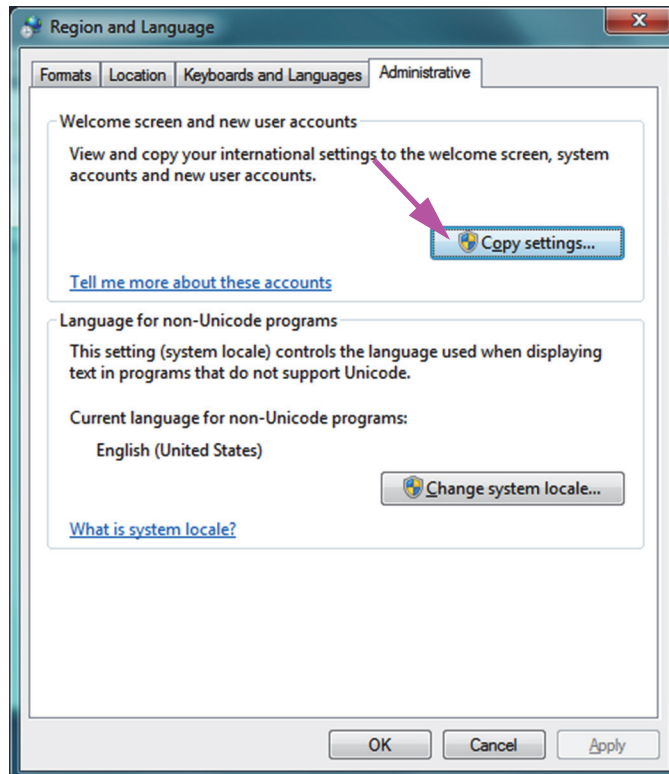 Region and Language
Formats Location Keyboards and Languages Administrative
Welcome screen and new user accounts
View and copy your international settings to the welcome screen, system
accounts and new user accounts.
Copy settings...
Tell me more about these accounts
Language for non-Unicode programs
This setting (system locale) controls the language used when displaying
text in programs that do not support Unicode.
Current language for non-Unicode programs:
English (United States)
Change system locale...
What is system locale?
OK Cancel Apply